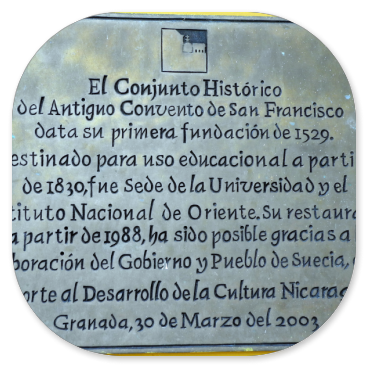 El Conjunto Histórico
del Antiguo Convento de San Francisco
data su primera fundación de 1529.
estinado para uso educacional a parti
de 1830, fue Sede de la Universidad y el
tituto Nacional de Oriente. Su restaura
a partir de 1988, ha sido posible gracias a
boración del Gobierno y Pueblo de Suecia,
orte al Desarrollo de la Cultura Nicarag
Granada, 30 de Marzo del 2003